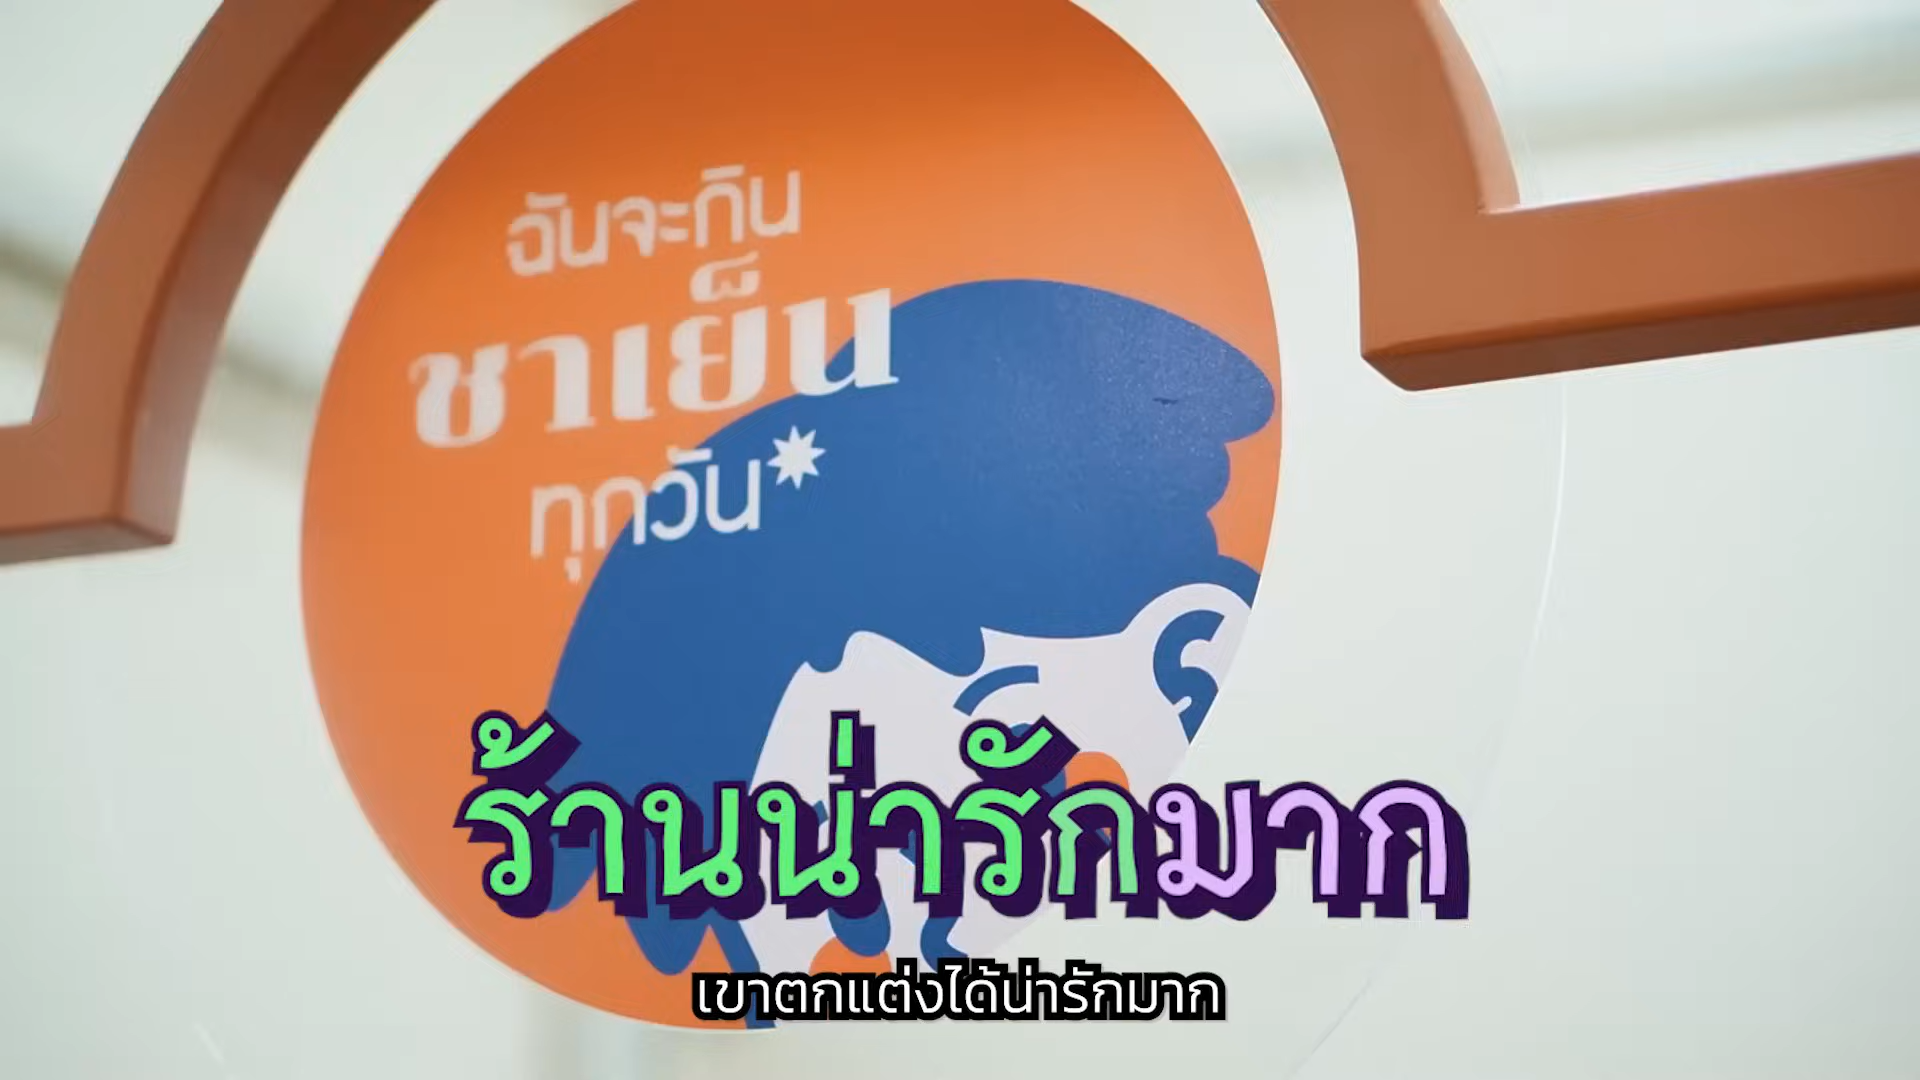 ฉันจะกิน
ชาเย็น
ทุกวัน*
ร้านน่ารักมาก
เขาตกแต่งได้น่ารักมาก